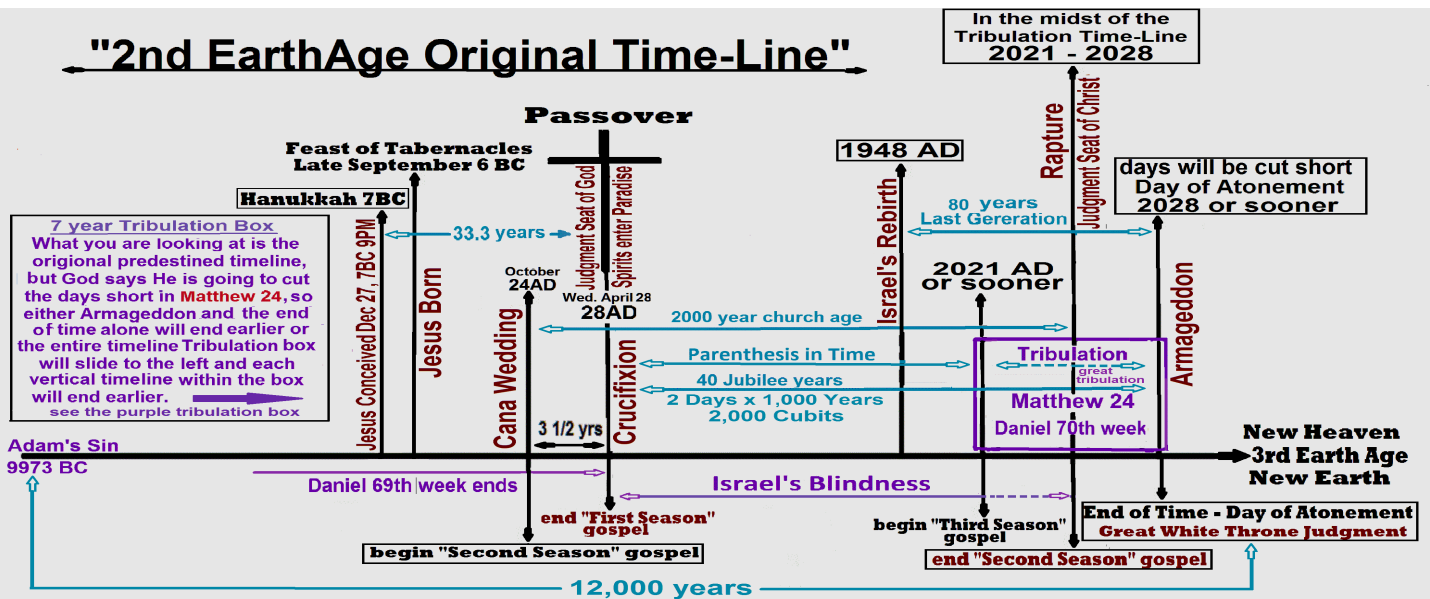 "2nd EarthAge Original Time-Line"
In the midst of the
Tribulation Time-Line
2021 - 2028
Passover
Feast of Tabernacles
Late September 6 BC
Hanukkah 7BC
1948 AD
days will be cut short
Day of Atonement
2028 or sooner
7 year Tribulation Box
What you are looking at is the
origional predestined timeline,
but God says He is going to cut
the days short in Matthew 24, so
either Armageddon and the end
of time alone will end earlier or
the entire timeline Tribulation box
will slide to the left and each
vertical timeline within the box
will end earlier.
see the purple tribulation box
Jesus Conceived Dec 27, 7BC 9PM
Jesus Born
33.3 years
October
24AD
Cana Wedding
Judgment Seat of God
Spirits enter Paradise
Wed. April 28
28AD
Crucifixion
3 1/2 yrs
Israel's Rebirth
80 years
Last Gereration
2021 AD
or sooner
Rapture
Judgment Seat of Christ
Armageddon
2000 year church age
Parenthesis in Time
40 Jubilee years
2 Days x 1,000 Years
2,000 Cubits
Tribulation
great
tribulation
Matthew 24
Daniel 70th week
Adam's Sin
9973 BC
New Heaven
3rd Earth Age
New Earth
Daniel 69th week ends
Israel's Blindness
end "First Season"
gospel
begin "Second Season" gospel
begin "Third Season"
gospel
end "Second Season" gospel
End of Time - Day of Atonement
Great White Throne Judgment
12,000 years